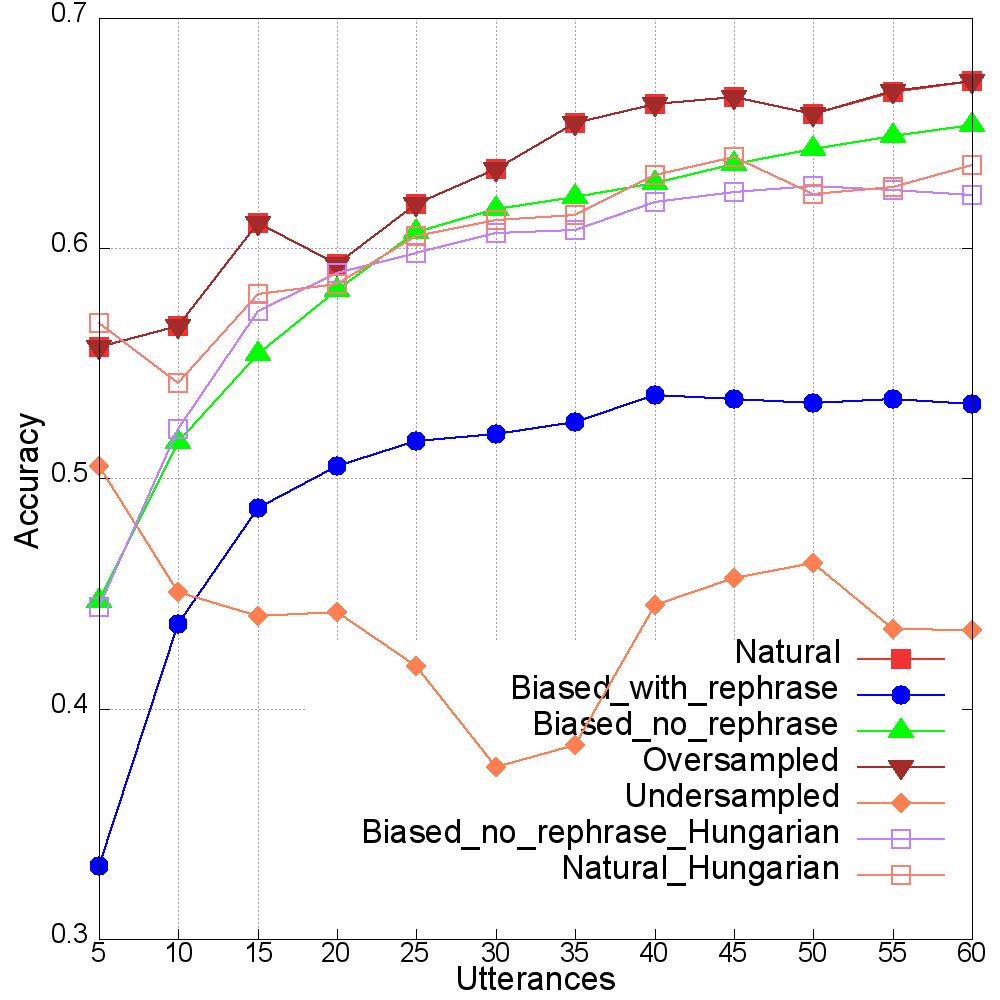 0.7
0.6
0.5
0.4
0.3
Accuracy
Natural
Biased_with_rephrase
Biased_no_rephrase
Oversampled
Undersampled
Biased_no_rephrase_Hungarian
Natural_Hungarian
5 10 15 20 25 30 35 40 45 50 55 60
Utterances